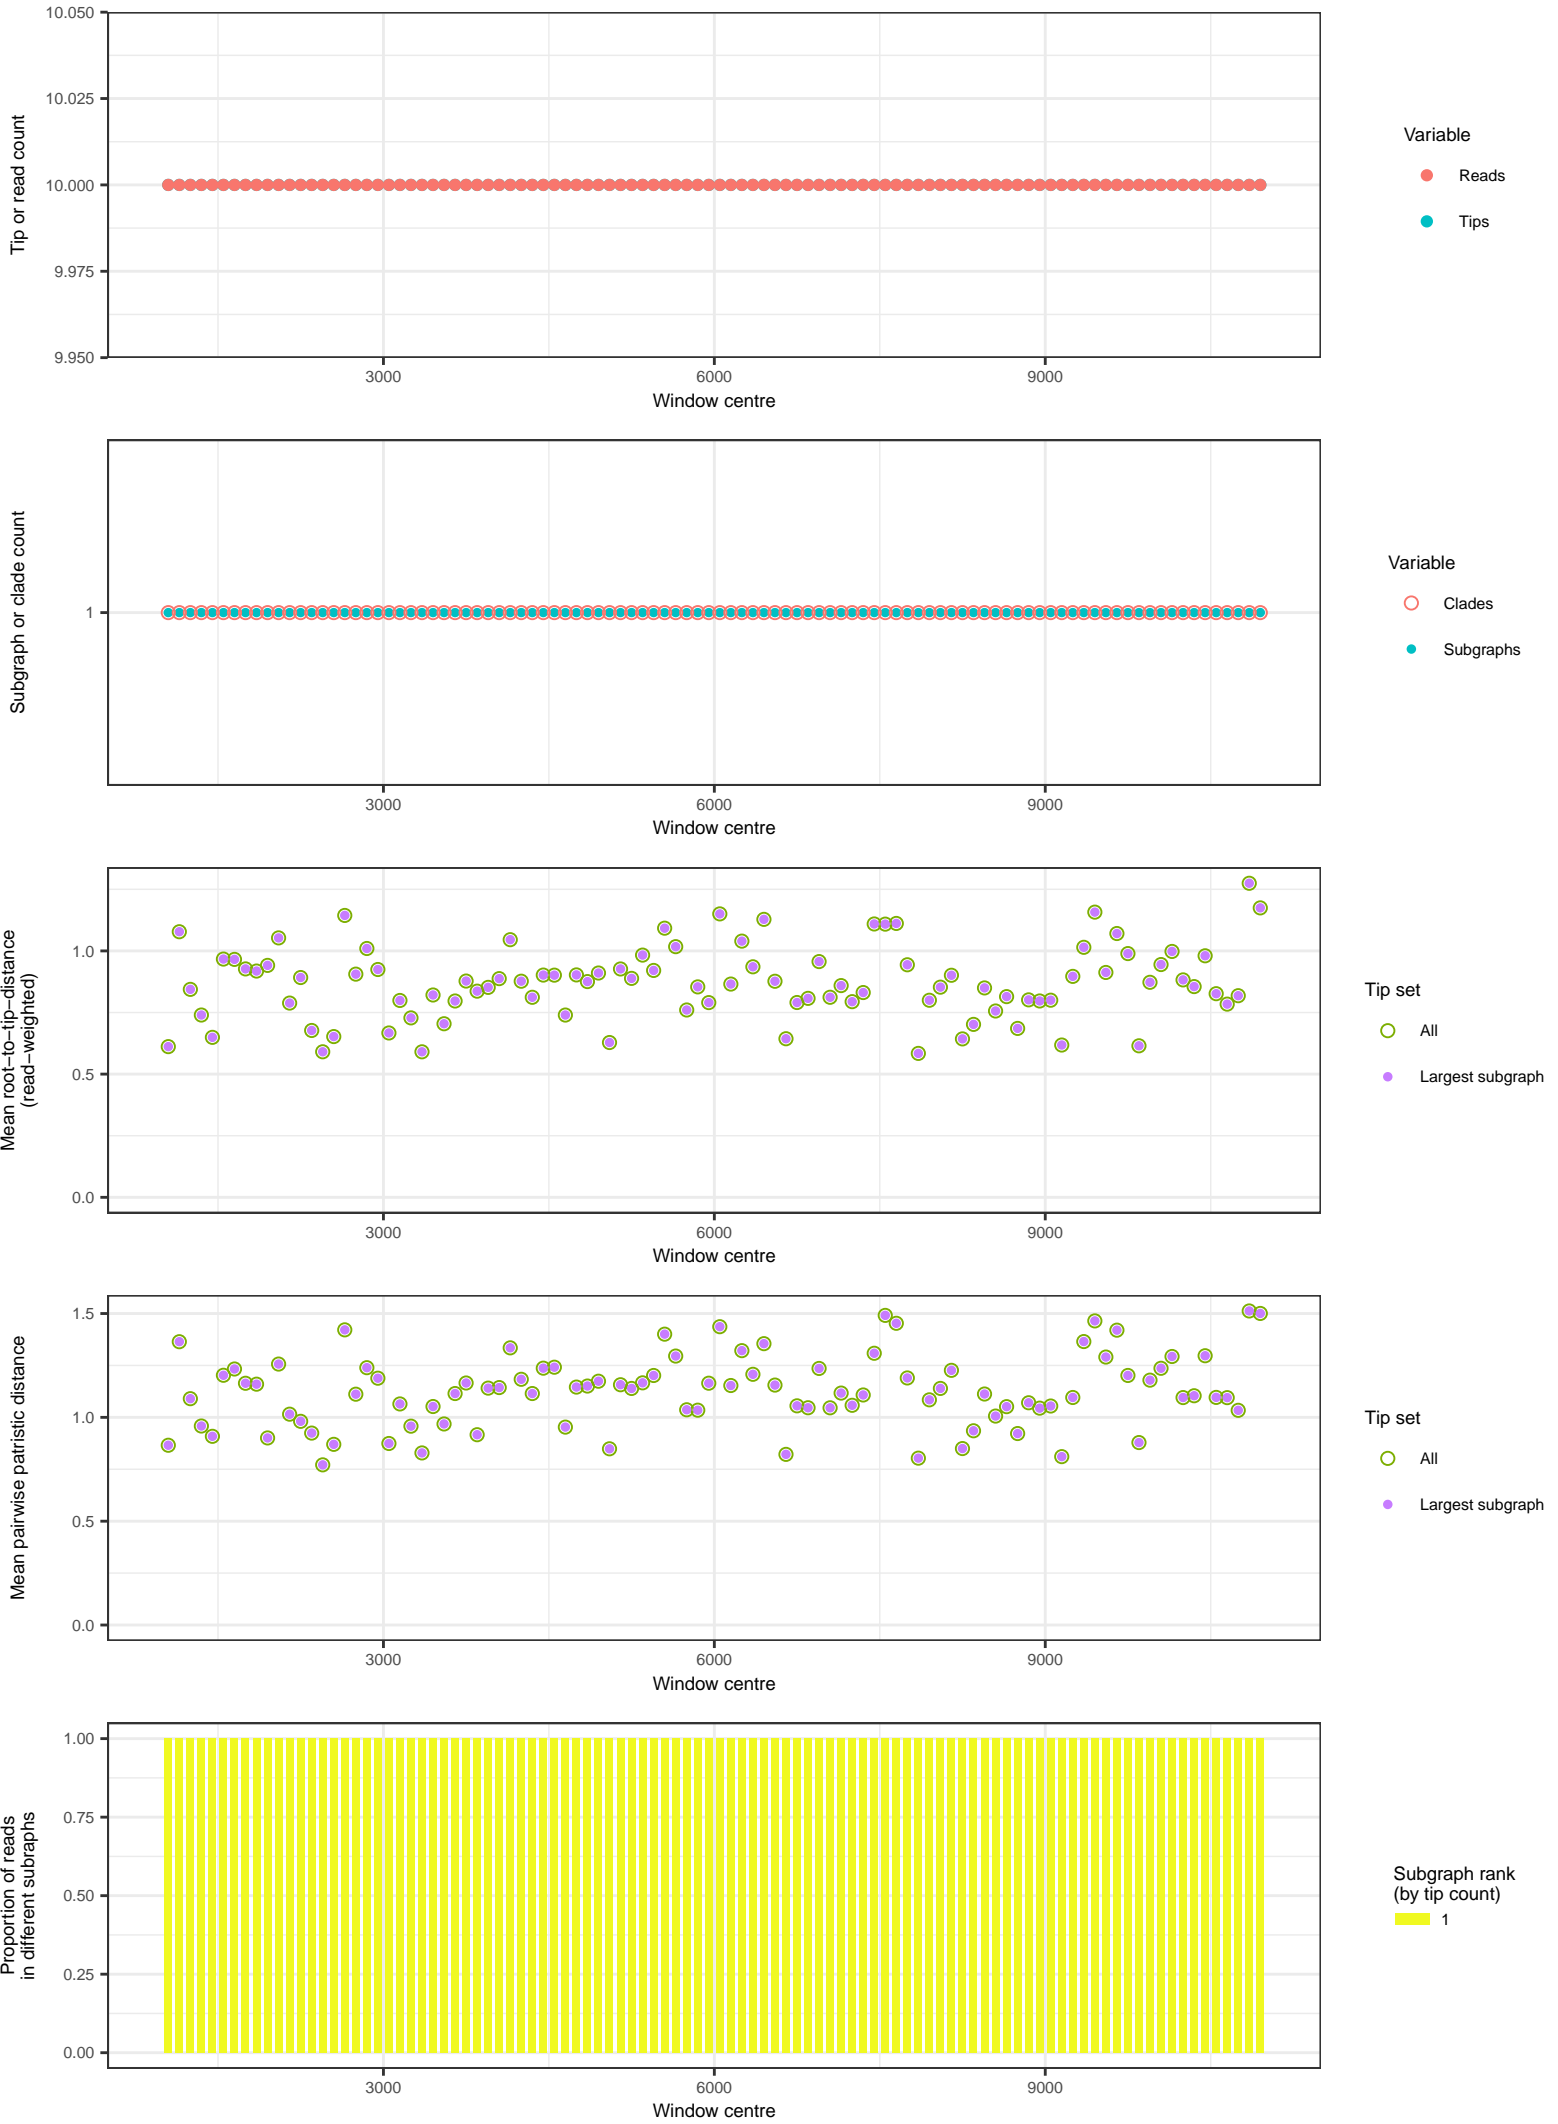 10.050
10.025
10.000
9.975
9.950
Tip or read count
3000
6000
9000
Window centre
Variable
Reads
Tips
1
Subgraph or clade count
3000
6000
9000
Window centre
Variable
Clades
Subgraphs
1.0
0.5
0.0
Mean root−to−tip−distance
(read−weighted)
3000
6000
9000
Window centre
Tip set
All
Largest subgraph
1.5
1.0
0.5
0.0
Mean pairwise patristic distance
3000
6000
9000
Window centre
Tip set
All
Largest subgraph
1.00
0.75
0.50
0.25
0.00
Proportion of reads
in different subraphs
3000
6000
9000
Window centre
Subgraph rank
(by tip count)
1